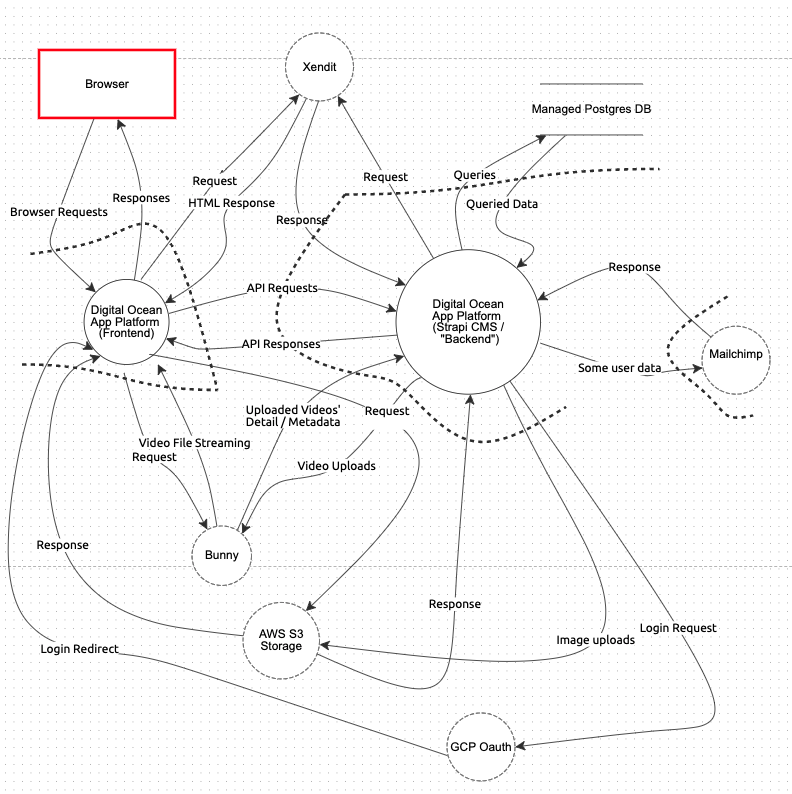 Xendit
Browser
Managed Postgres DB
Request
Queries
Request
Responses
HTML Response
Queried Data
Browser Requests
Response
Response
API Requests
Digital Ocean
App Platform
(Frontend)
Digital Ocean
App Platform
(Strapi CMS /
"Backend")
API Responses
Mailchimp
Some user data
Uploaded Videos'
Detail / Metadata
Request
Video File Streaming
Request
Video Uploads
Response
Bunny
Response
AWS S3
Storage
Image uploads
Login Request
Login Redirect
GCP Oauth